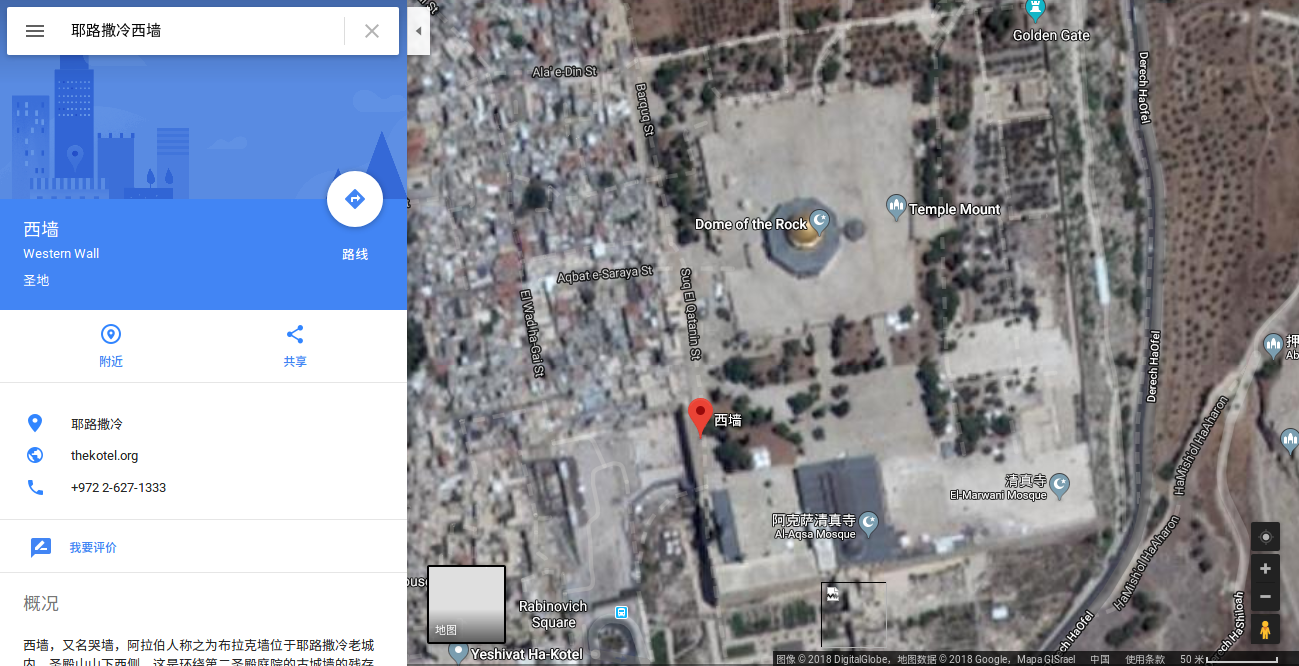 耶路撒冷西墙
西墙
Western Wall
圣地
路线
附近
共享
耶路撒冷
thekotel.org
+972 2-627-1333
我要评价
概况
西墙，又名哭墙，阿拉伯人称之为布拉克墙位于耶路撒冷老城
内，圣殿山山下西侧。这是环绕第二圣殿庭院的古城墙的残存
Golden Gate
Ala' e-Din St
Barquq St
Derech HaOfel
Dome of the Rock
Temple Mount
Aqbat e-Saraya St
El Wad/ha-Gai St
Suq El Qatanin St
Derech HaOfel
押
Ab
西墙
HaMishol HaAharon
清真寺
El-Marwani Mosque
阿克萨清真寺
Al-Aqsa Mosque
HaMishol HaAharon
地图
Rabinovich
Square
Yeshivat Ha-Kotel
图像 © 2018 DigitalGlobe，地图数据 © 2018 Google，Mapa GISrael 中国 使用条款 50 米